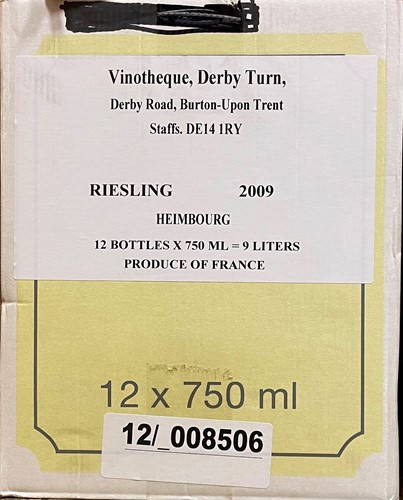 Vinotheque, Derby Turn,
Derby Road, Burton-Upon Trent
Staffs. DE14 1RY
RIESLING 2009
HEIMBOURG
12 BOTTLES X 750 ML = 9 LITERS
PRODUCE OF FRANCE
12 x 750 ml
12/_008506